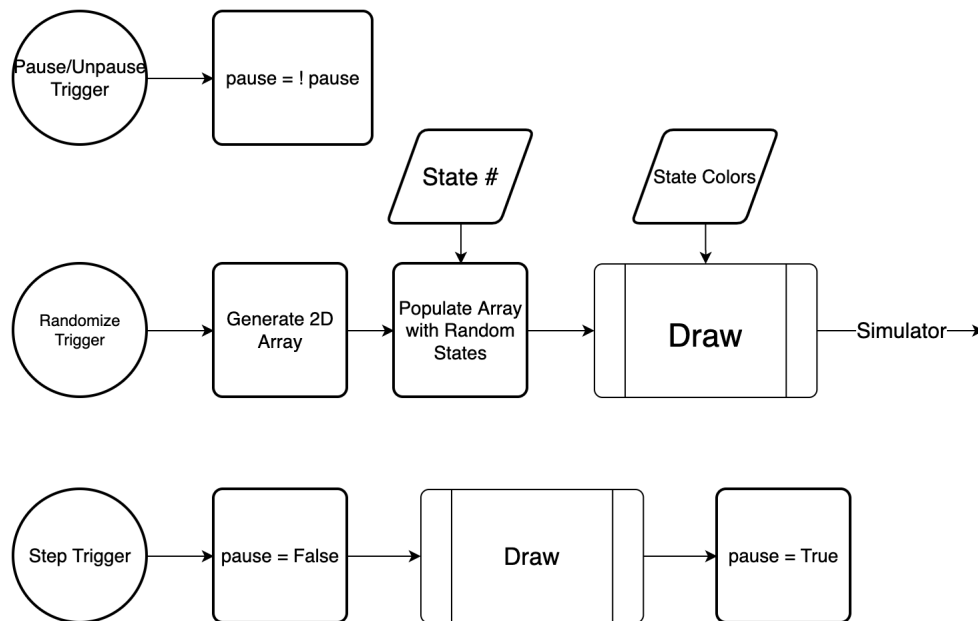 Pause/Unpause
Trigger
pause = ! pause
State #
State Colors
Randomize
Trigger
Generate 2D
Array
Populate Array
with Random
States
Draw
Simulator
Step Trigger
pause = False
Draw
pause = True